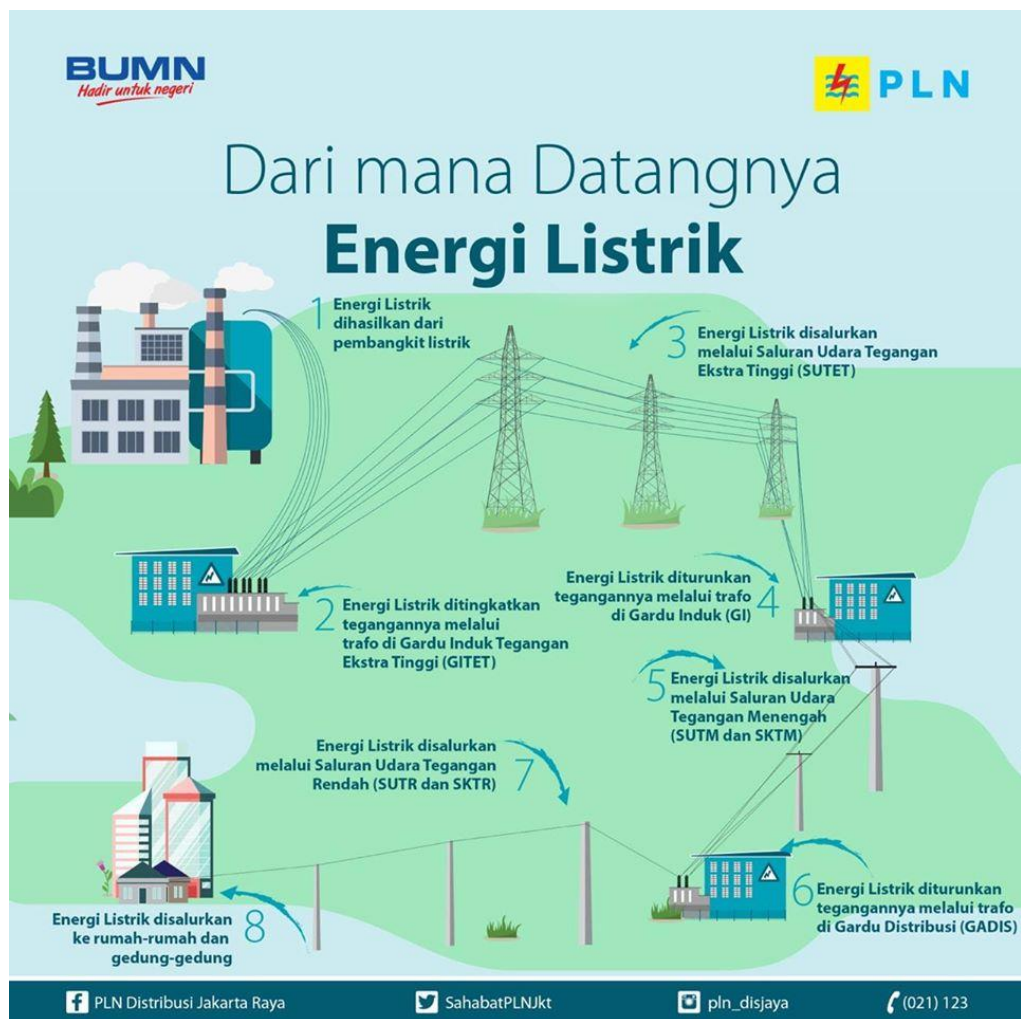 BUMN
Hadir untuk negeri
PLN
Dari mana Datangnya
Energi Listrik
1
Energi Listrik
dihasilkan dari
pembangkit listrik
2
Energi Listrik ditingkatkan
tegangannya melalui
trafo di Gardu Induk Tegangan
Ekstra Tinggi (GITET)
3
Energi Listrik disalurkan
melalui Saluran Udara Tegangan
Ekstra Tinggi (SUTET)
4
Energi Listrik diturunkan
tegangannya melalui trafo
di Gardu Induk (GI)
5
Energi Listrik disalurkan
melalui Saluran Udara
Tegangan Menengah
(SUTM dan SKTM)
6
Energi Listrik diturunkan
tegangannya melalui trafo
di Gardu Distribusi (GADIS)
7
Energi Listrik disalurkan
melalui Saluran Udara Tegangan
Rendah (SUTR dan SKTR)
8
Energi Listrik disalurkan
ke rumah-rumah dan
gedung-gedung
PLN Distribusi Jakarta Raya
SahabatPLNJkt
pln_disjaya
(021) 123